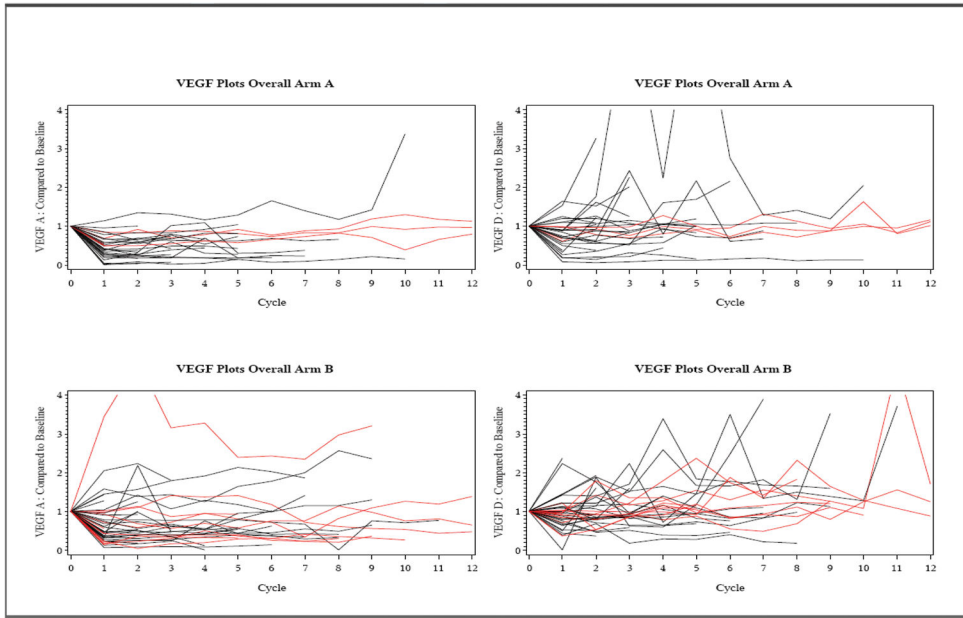 VEGF Plots Overall Arm A
VEGF A : Compared to Baseline
4
3
2
1
0
0 1 2 3 4 5 6 7 8 9 10 11 12
Cycle
VEGF Plots Overall Arm A
VEGF D : Compared to Baseline
4
3
2
1
0
0 1 2 3 4 5 6 7 8 9 10 11 12
Cycle
VEGF Plots Overall Arm B
VEGF A : Compared to Baseline
4
3
2
1
0
0 1 2 3 4 5 6 7 8 9 10 11 12
Cycle
VEGF Plots Overall Arm B
VEGF D : Compared to Baseline
4
3
2
1
0
0 1 2 3 4 5 6 7 8 9 10 11 12
Cycle